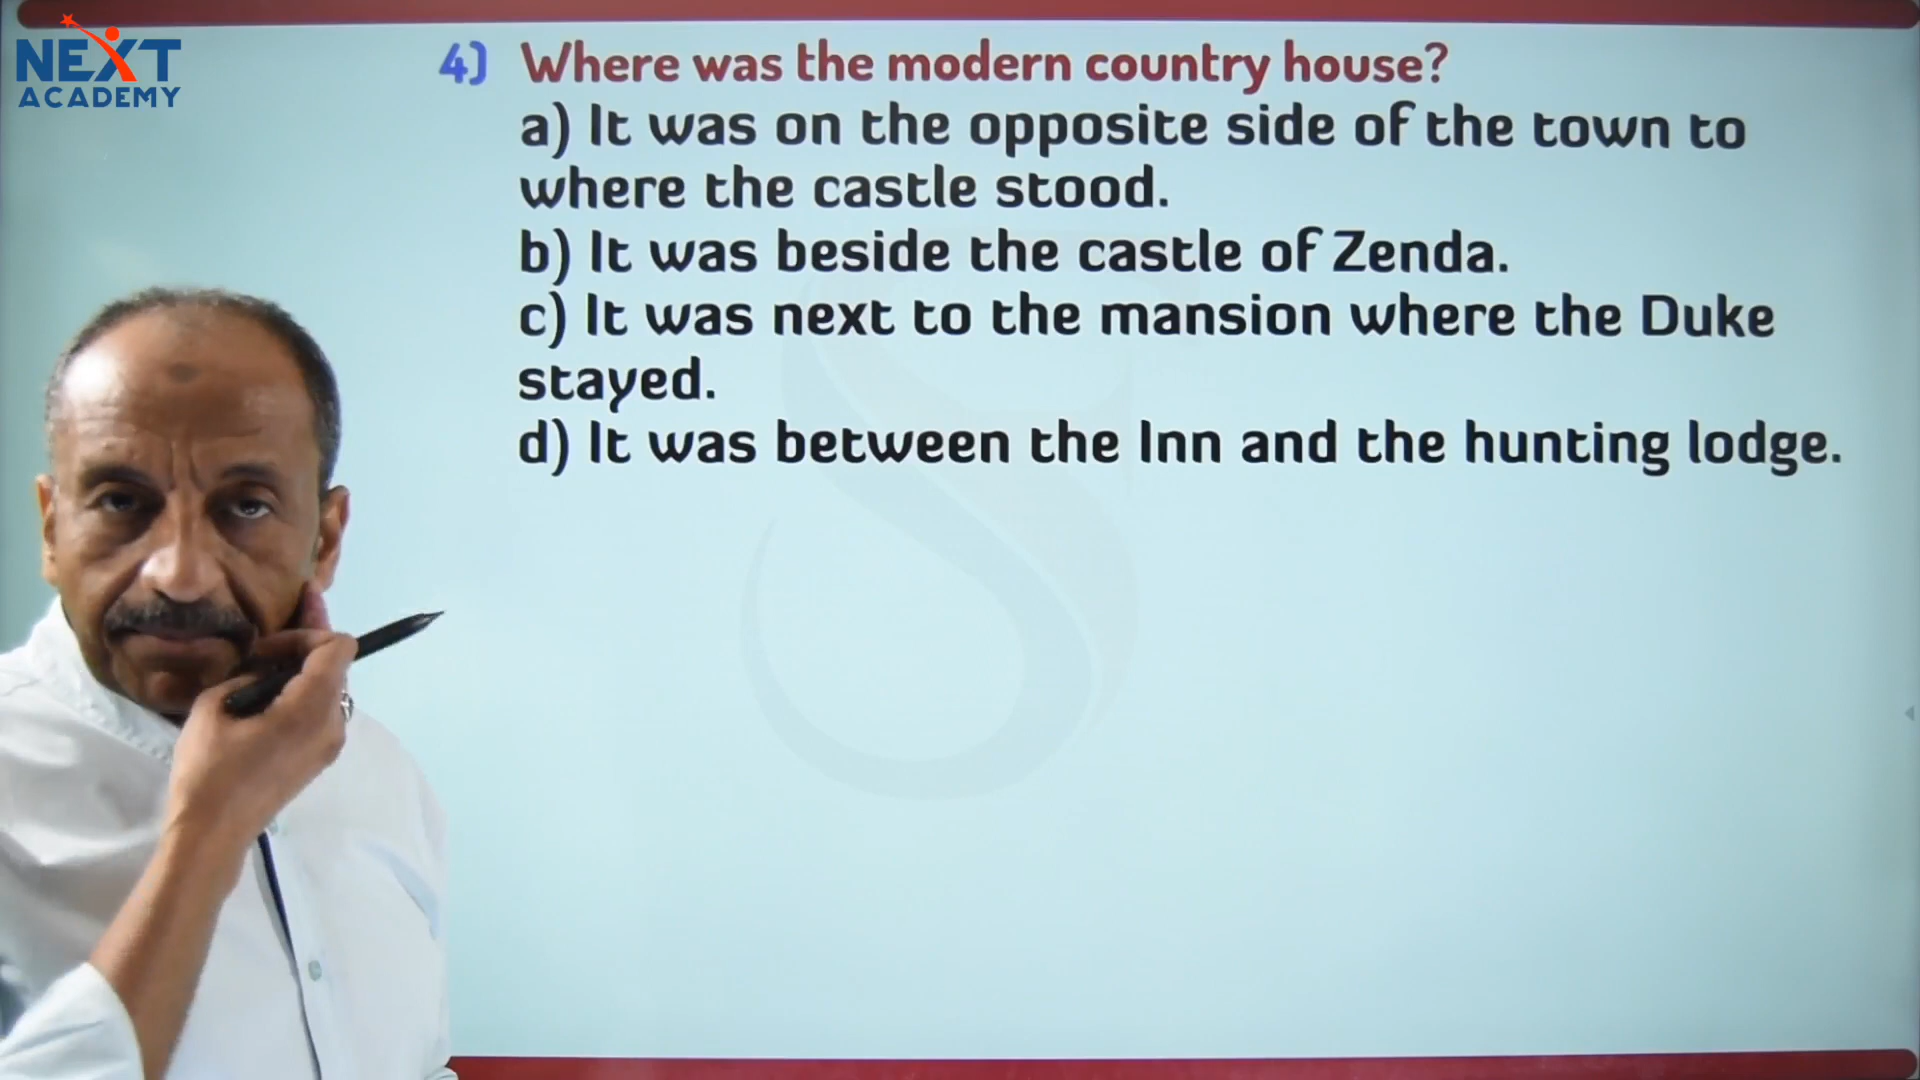 NEXT
ACADEMY
4) Where was the modern country house?
a) It was on the opposite side of the town to
where the castle stood.
b) It was beside the castle of Zenda.
c) It was next to the mansion where the Duke
stayed.
d) It was between the Inn and the hunting lodge.